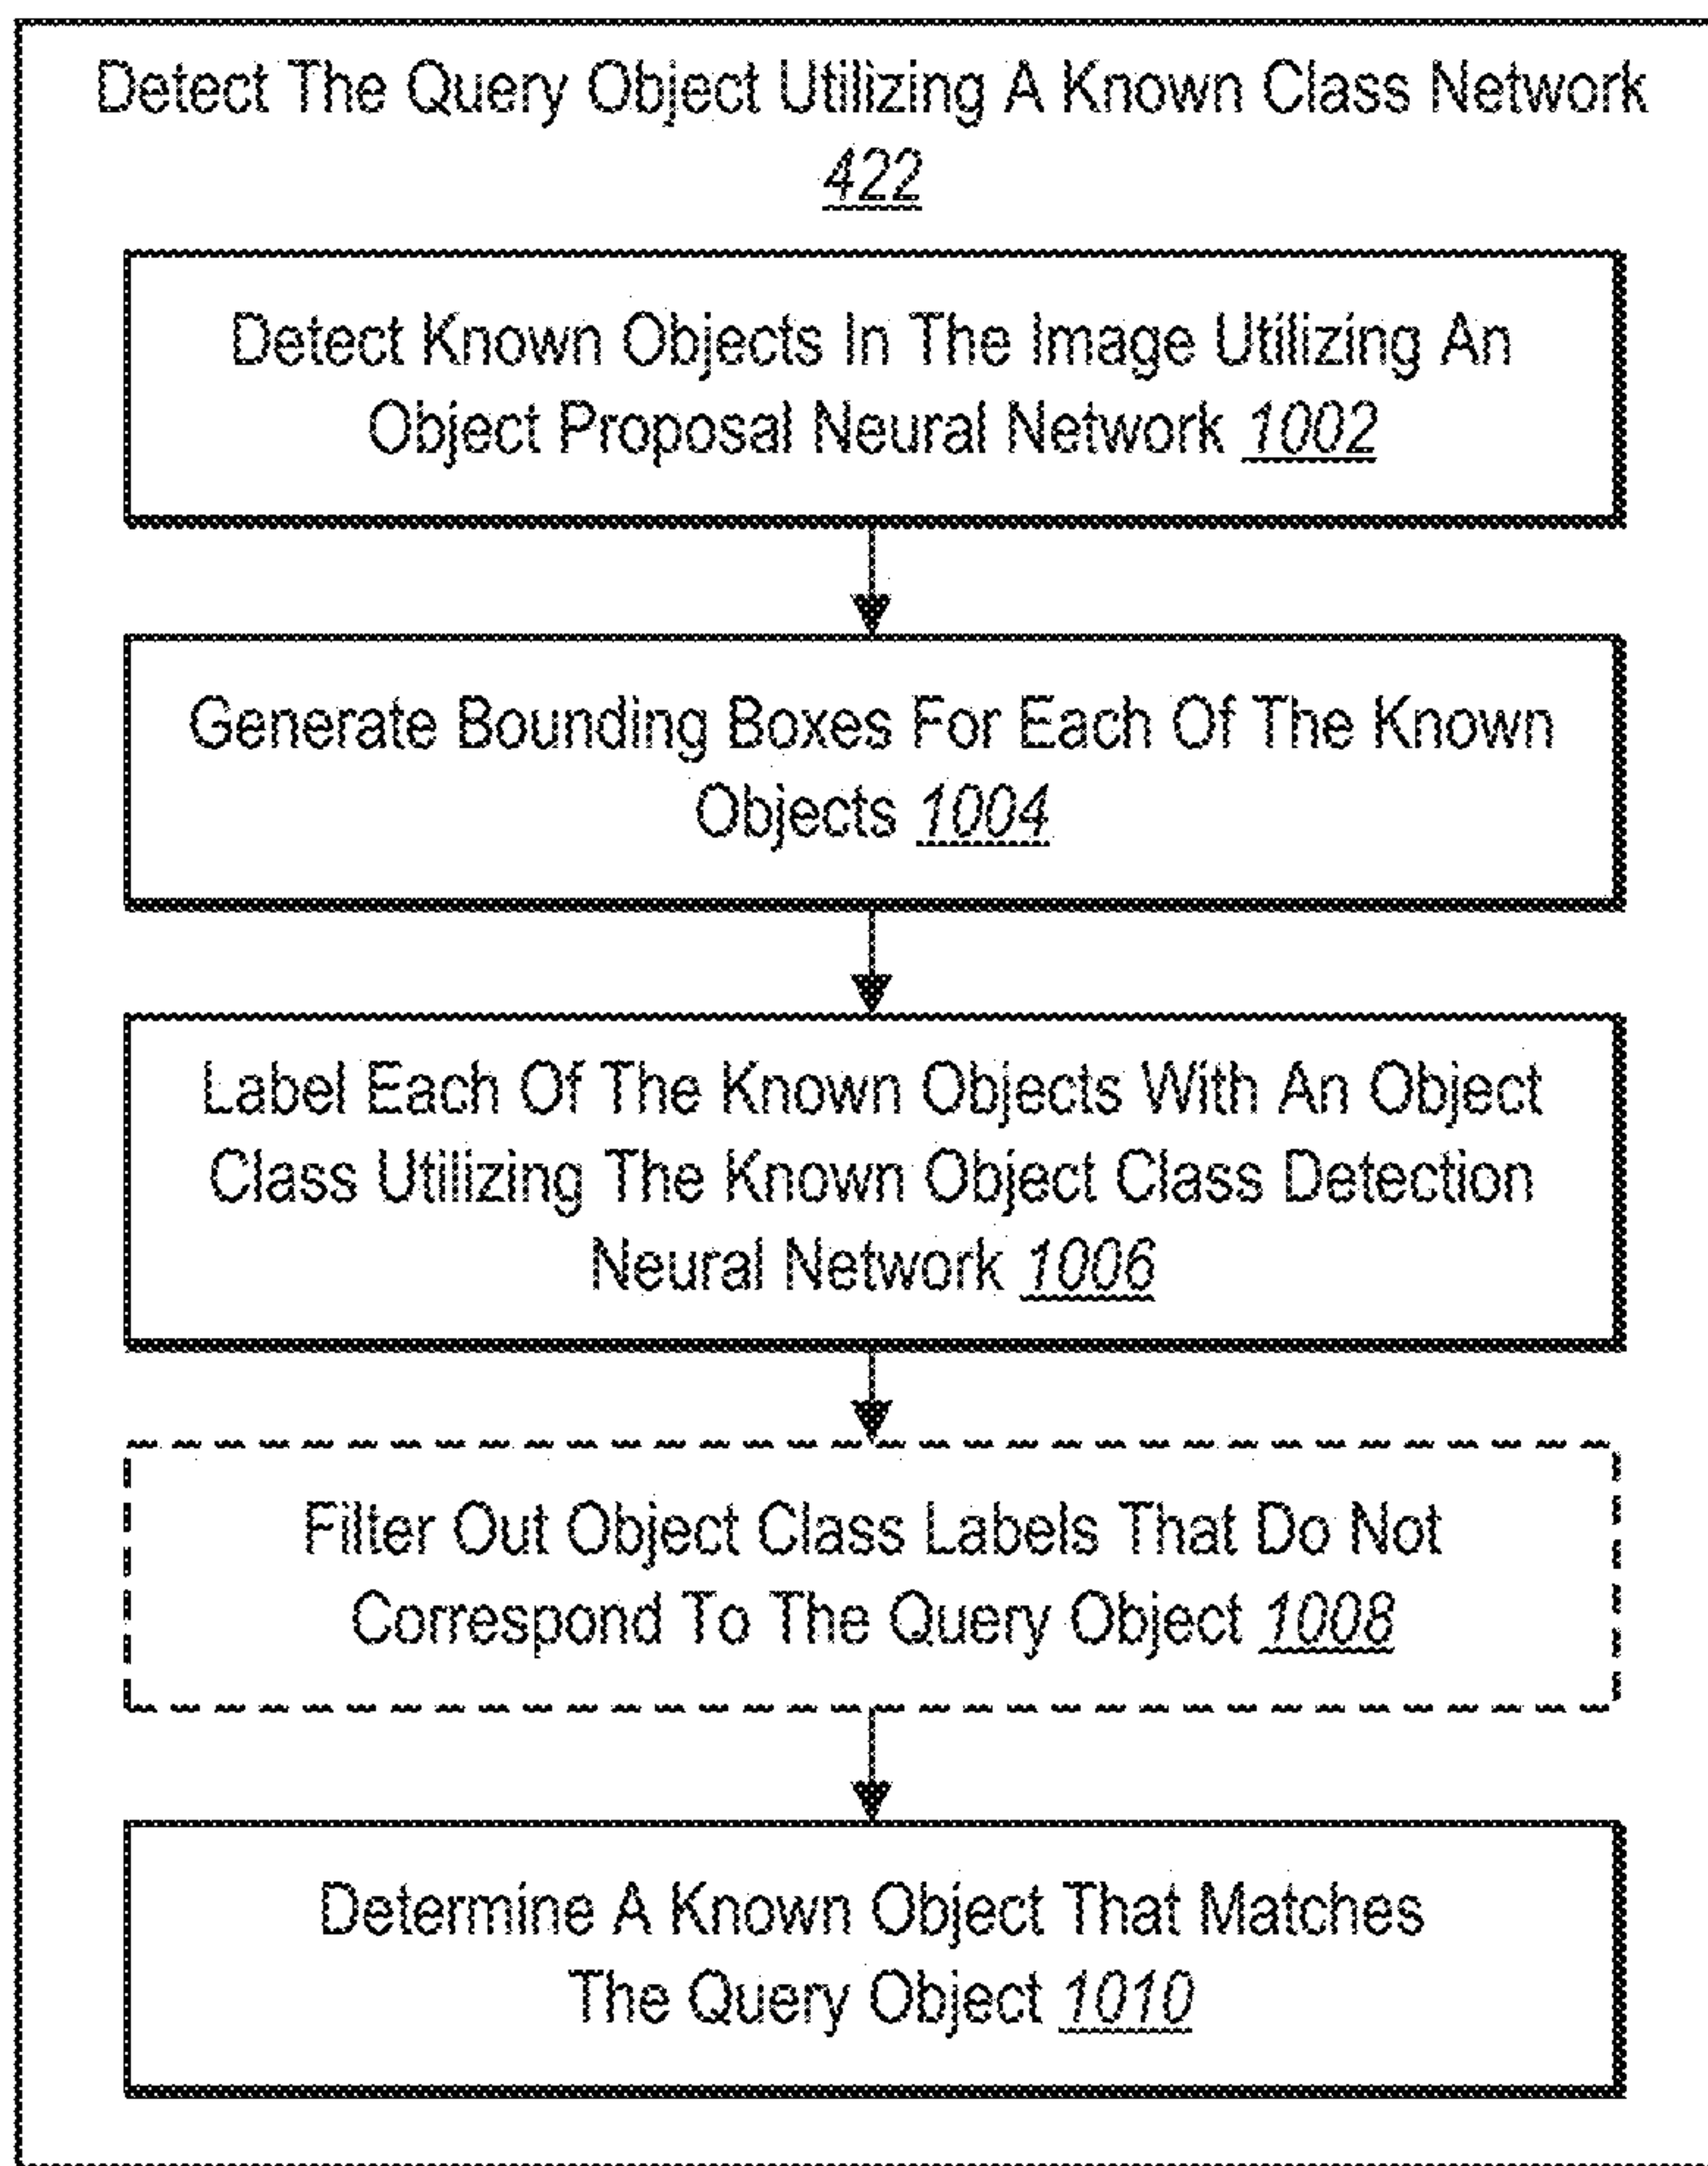 Detect The Query Object Utilizing A Known Class Network
422
Detect Known Objects In The Image Utilizing An
Object Proposal Neural Network 1002
Generate Bounding Boxes For Each Of The Known
Objects 1004
Label Each Of The Known Objects With An Object
Class Utilizing The Known Object Class Detection
Neural Network 1006
Filter Out Object Class Labels That Do Not
Correspond To The Query Object 1008
Determine A Known Object That Matches
The Query Object 1010